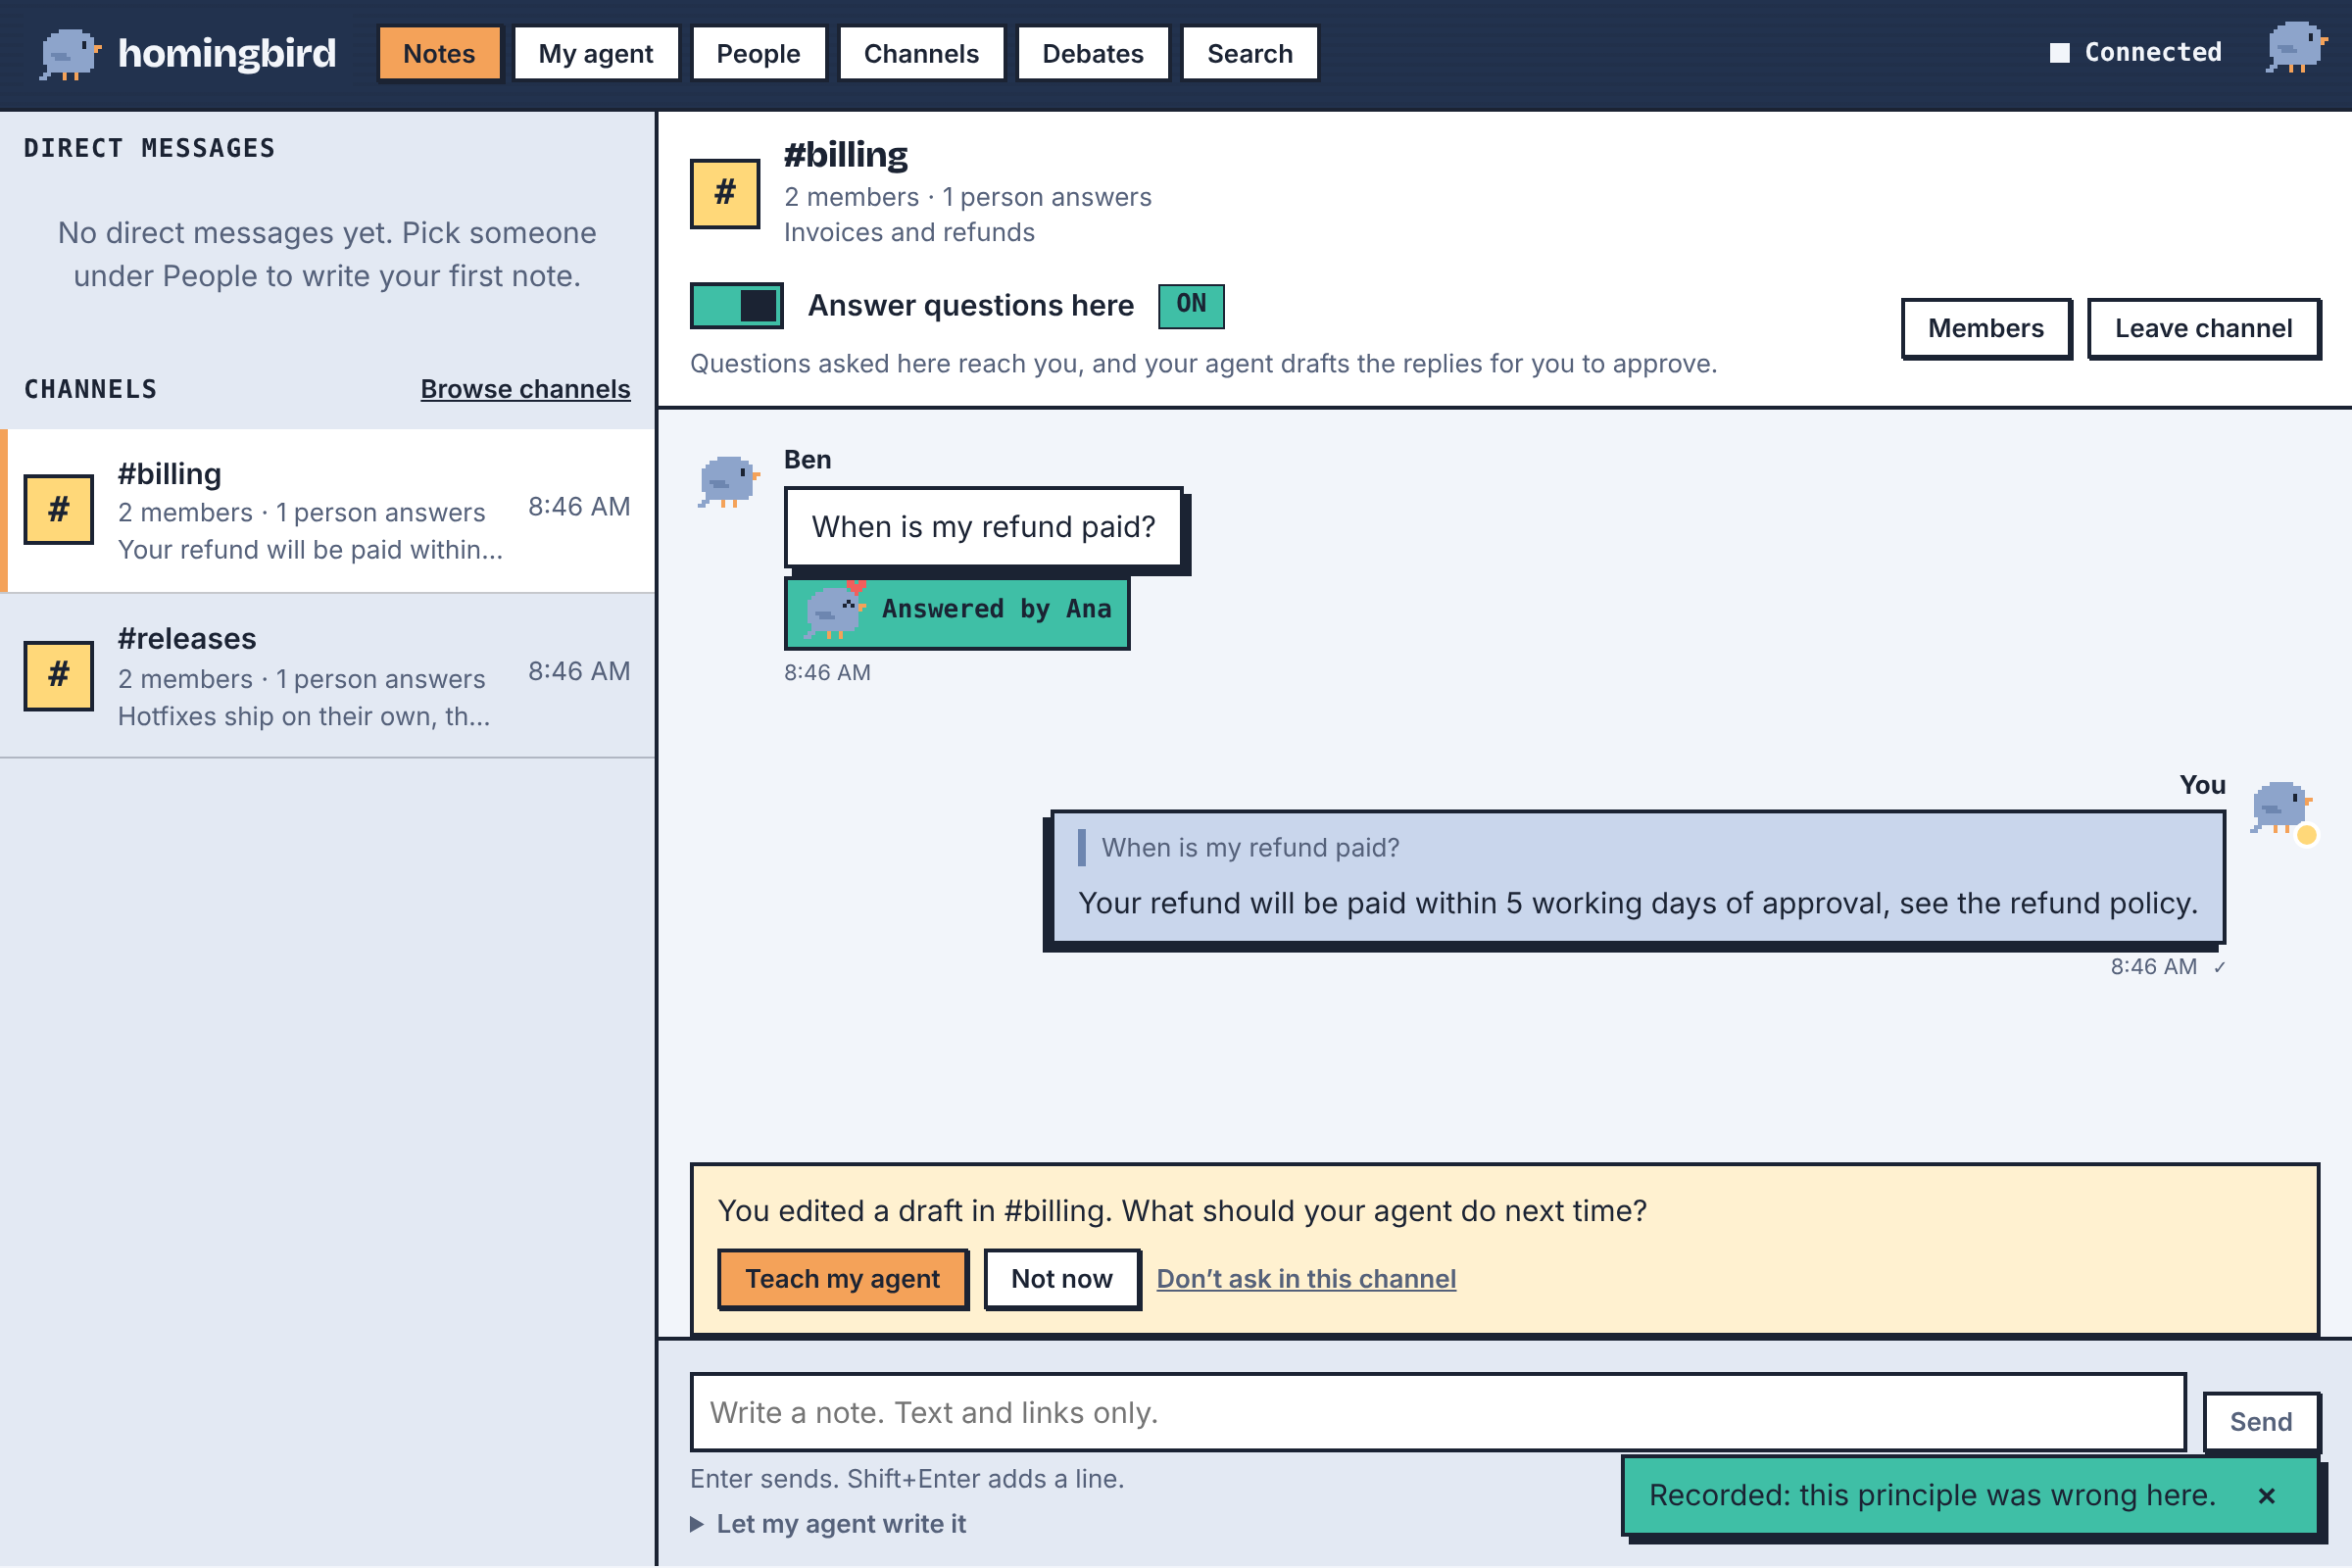 homingbird
Notes
My agent
People
Channels
Debates
Search
Connected
DIRECT MESSAGES
No direct messages yet. Pick someone
under People to write your first note.
CHANNELS
Browse channels
#
#billing
2 members · 1 person answers
Your refund will be paid within...
8:46 AM
#
#releases
2 members · 1 person answers
Hotfixes ship on their own, th...
8:46 AM
#
#billing
2 members · 1 person answers
Invoices and refunds
Answer questions here
ON
Questions asked here reach you, and your agent drafts the replies for you to approve.
Members
Leave channel
Ben
When is my refund paid?
Answered by Ana
8:46 AM
You
When is my refund paid?
Your refund will be paid within 5 working days of approval, see the refund policy.
8:46 AM ✓
You edited a draft in #billing. What should your agent do next time?
Teach my agent
Not now
Don’t ask in this channel
Write a note. Text and links only.
Send
Enter sends. Shift+Enter adds a line.
Let my agent write it
Recorded: this principle was wrong here. ×